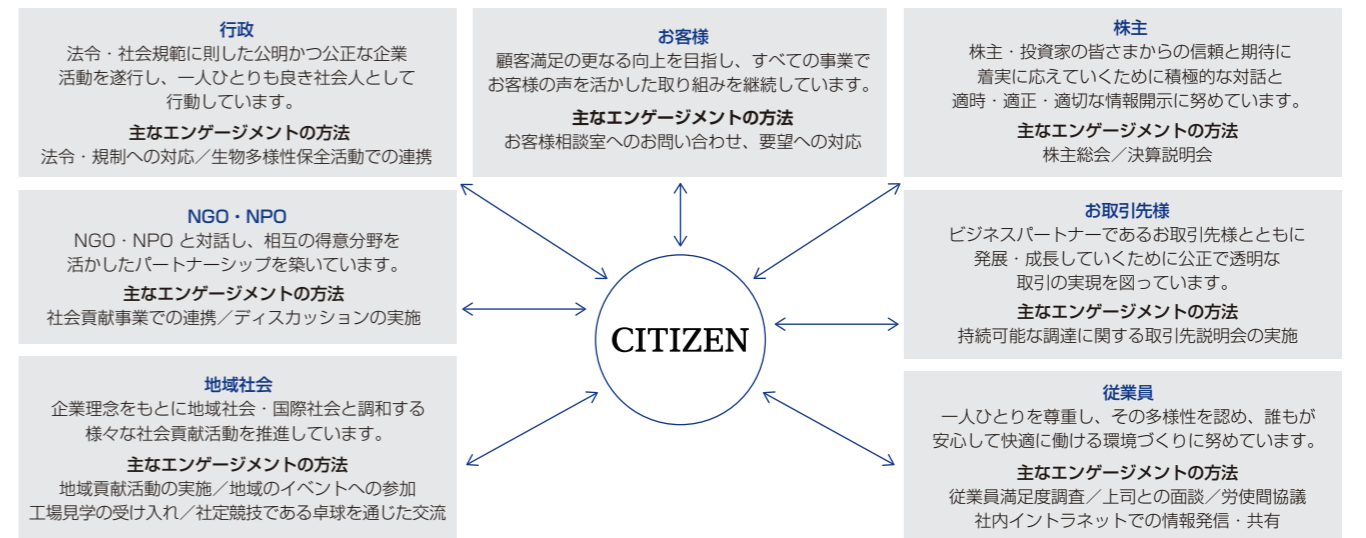 行政
法令・社会規範に則した公明かつ公正な企業
活動を遂行し、一人ひとりも良き社会人として
行動しています。
主なエンゲージメントの方法
法令・規制への対応／生物多様性保全活動での連携
お客様
顧客満足の更なる向上を目指し、すべての事業で
お客様の声を活かした取り組みを継続しています。
主なエンゲージメントの方法
お客様相談室へのお問い合わせ、要望への対応
株主
株主・投資家の皆さまからの信頼と期待に
着実に応えていくために積極的な対話と
適時・適正・適切な情報開示に努めています。
主なエンゲージメントの方法
株主総会／決算説明会
NGO・NPO
NGO・NPO と対話し、相互の得意分野を
活かしたパートナーシップを築いています。
主なエンゲージメントの方法
社会貢献事業での連携／ディスカッションの実施
CITIZEN
お取引先様
ビジネスパートナーであるお取引先様とともに
発展・成長していくために公正で透明な
取引の実現を図っています。
主なエンゲージメントの方法
持続可能な調達に関する取引先説明会の実施
地域社会
企業理念をもとに地域社会・国際社会と調和する
様々な社会貢献活動を推進しています。
主なエンゲージメントの方法
地域貢献活動の実施／地域のイベントへの参加
工場見学の受け入れ／社定競技である卓球を通じた交流
従業員
一人ひとりを尊重し、その多様性を認め、誰もが
安心して快適に働ける環境づくりに努めています。
主なエンゲージメントの方法
従業員満足度調査／上司との面談／労使間協議
社内イントラネットでの情報発信・共有